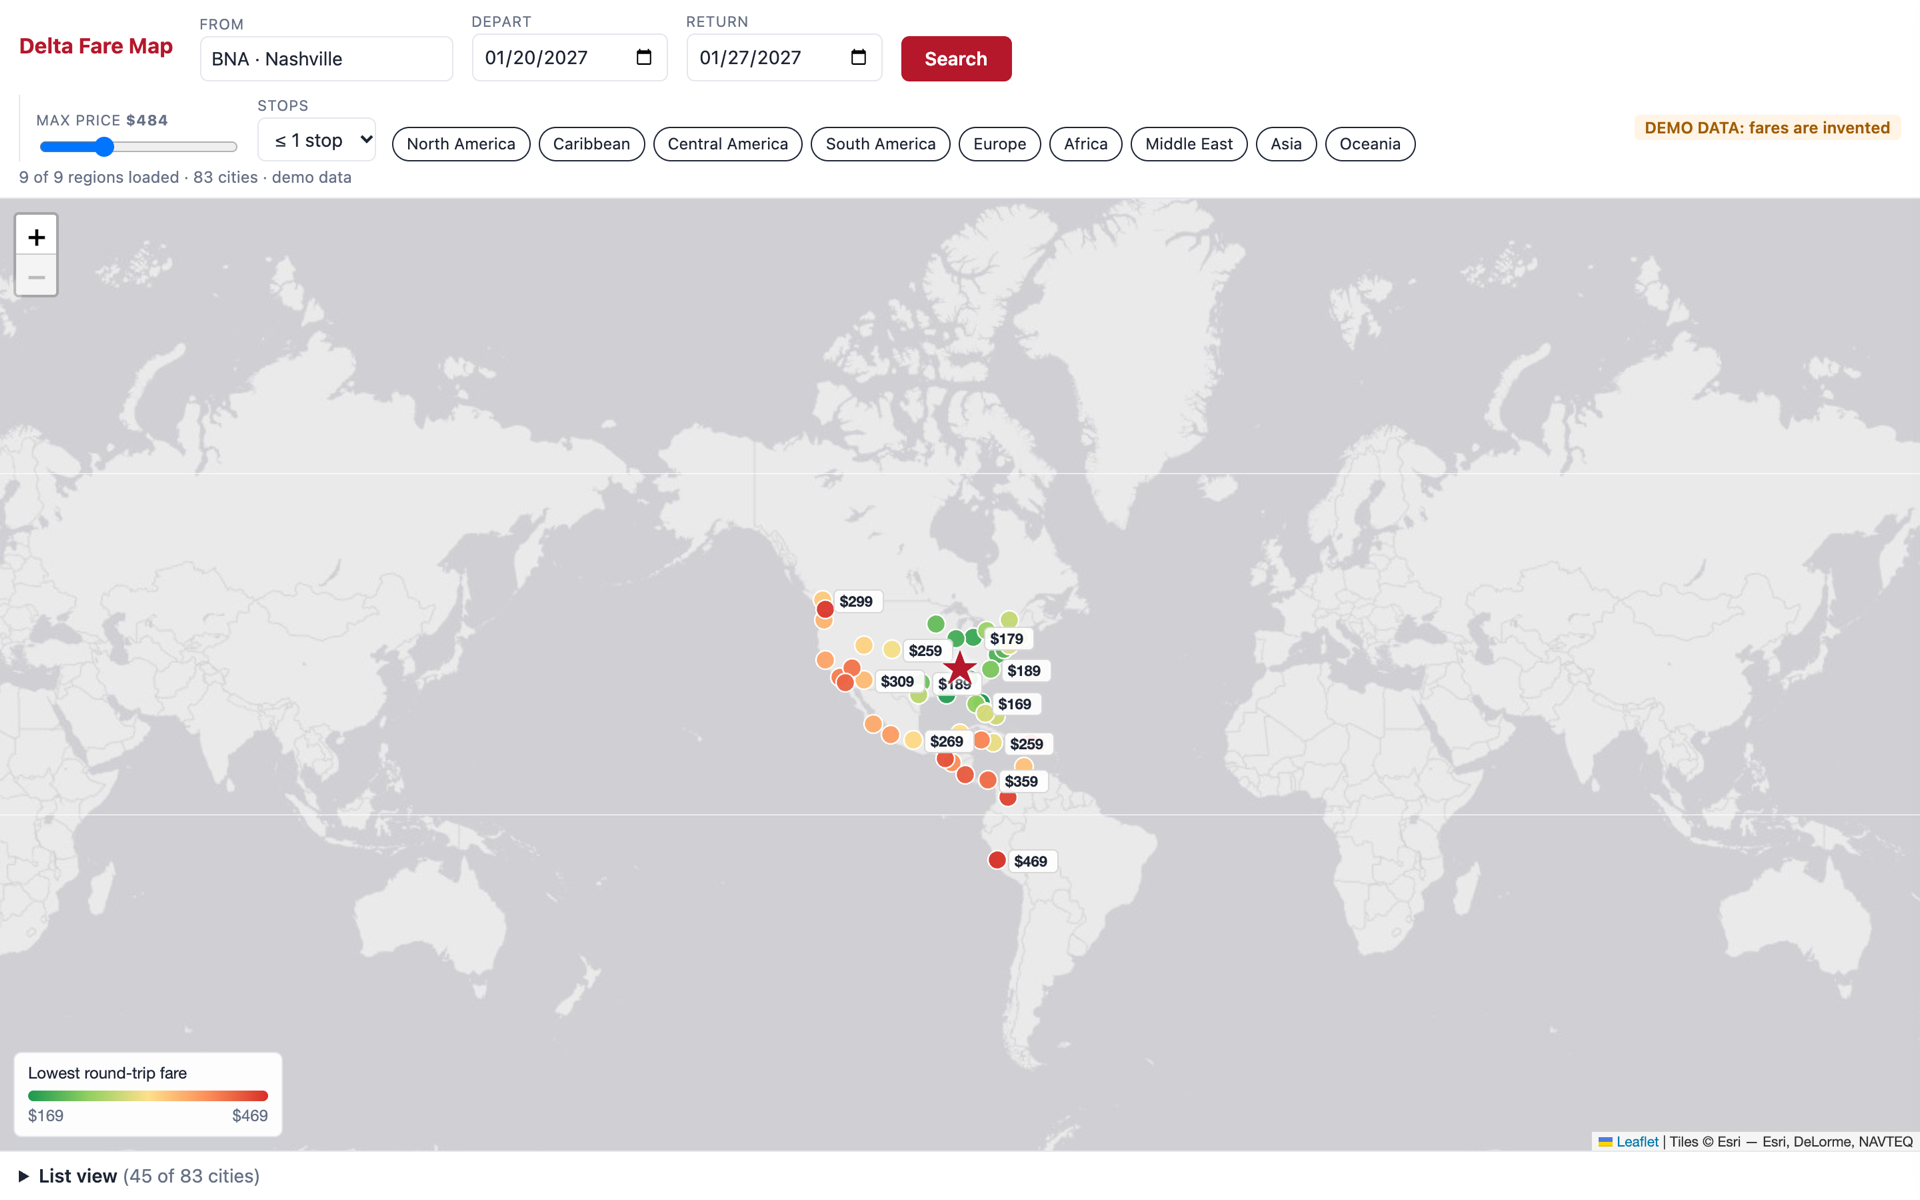 Delta Fare Map
FROM
BNA · Nashville
DEPART
01/20/2027
RETURN
01/27/2027
Search
MAX PRICE $484
STOPS
≤ 1 stop
North America
Caribbean
Central America
South America
Europe
Africa
Middle East
Asia
Oceania
DEMO DATA: fares are invented
9 of 9 regions loaded · 83 cities · demo data
+
−
$299
$179
$259
$189
$309
$189
$169
$269
$259
$359
$469
Lowest round-trip fare
$169
$469
Leaflet | Tiles © Esri — Esri, DeLorme, NAVTEQ
▶ List view (45 of 83 cities)